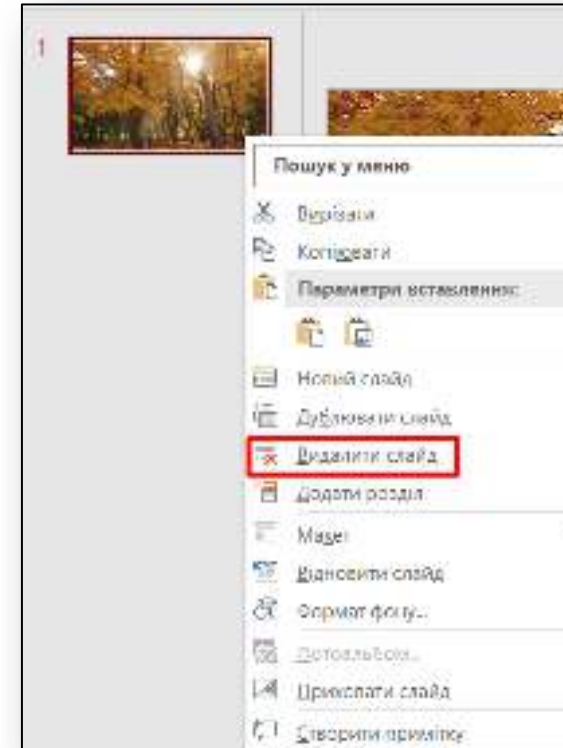 1
Пошук у меню
Вирізати
Копіювати
Параметри вставлення:
Новий слайд
Дублювати слайд
Видалити слайд
Додати розділ
Макет
Відновити слайд
Формат фону...
Фотоальбом...
Приховати слайд
Створити примітку